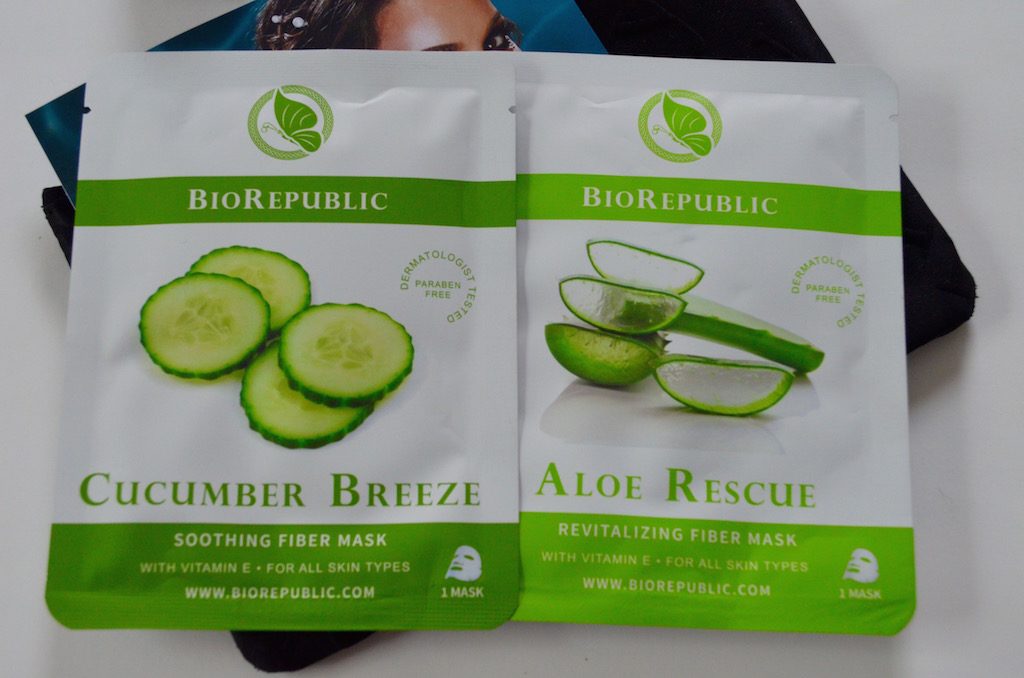 BIOREPUBLIC
DERMATOLOGIST TESTED
PARABEN
FREE
CUCUMBER BREEZE
SOOTHING FIBER MASK
WITH VITAMIN E • FOR ALL SKIN TYPES
WWW.BIOREPUBLIC.COM
1 MASK
BIOREPUBLIC
DERMATOLOGIST TESTED
PARABEN
FREE
ALOE RESCUE
REVITALIZING FIBER MASK
WITH VITAMIN E • FOR ALL SKIN TYPES
WWW.BIOREPUBLIC.COM
1 MASK